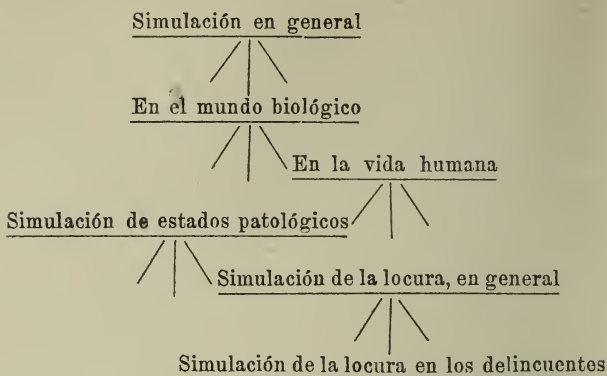 Simulación en general
En el mundo biológico
En la vida humana
Simulación de estados patológicos
Simulación de la locura, en general
Simulación de la locura en los delincuentes